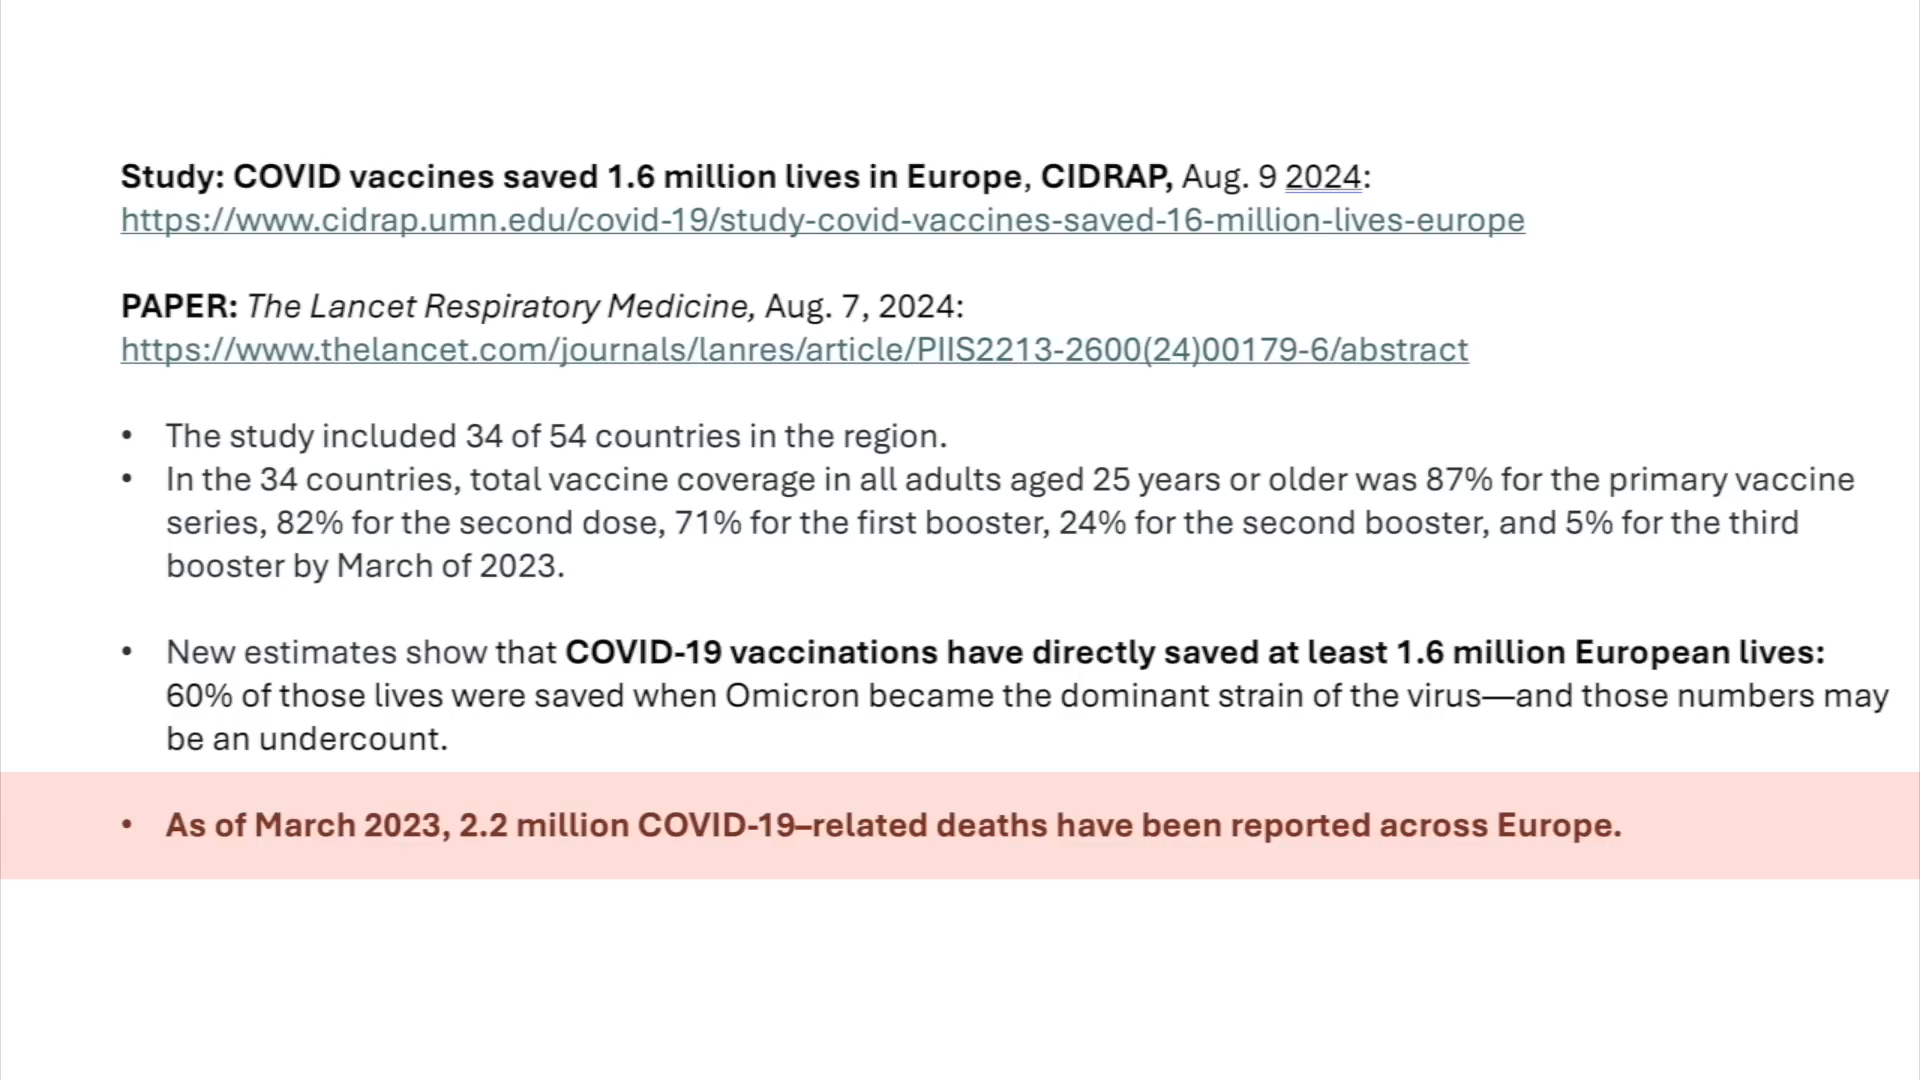 Study: COVID vaccines saved 1.6 million lives in Europe, CIDRAP, Aug. 9 2024:
https://www.cidrap.umn.edu/covid-19/study-covid-vaccines-saved-16-million-lives-europe
PAPER: The Lancet Respiratory Medicine, Aug. 7, 2024:
https://www.thelancet.com/journals/lanres/article/PIIS2213-2600(24)00179-6/abstract
• The study included 34 of 54 countries in the region.
• In the 34 countries, total vaccine coverage in all adults aged 25 years or older was 87% for the primary vaccine
series, 82% for the second dose, 71% for the first booster, 24% for the second booster, and 5% for the third
booster by March of 2023.
• New estimates show that COVID-19 vaccinations have directly saved at least 1.6 million European lives:
60% of those lives were saved when Omicron became the dominant strain of the virus—and those numbers may
be an undercount.
• As of March 2023, 2.2 million COVID-19–related deaths have been reported across Europe.